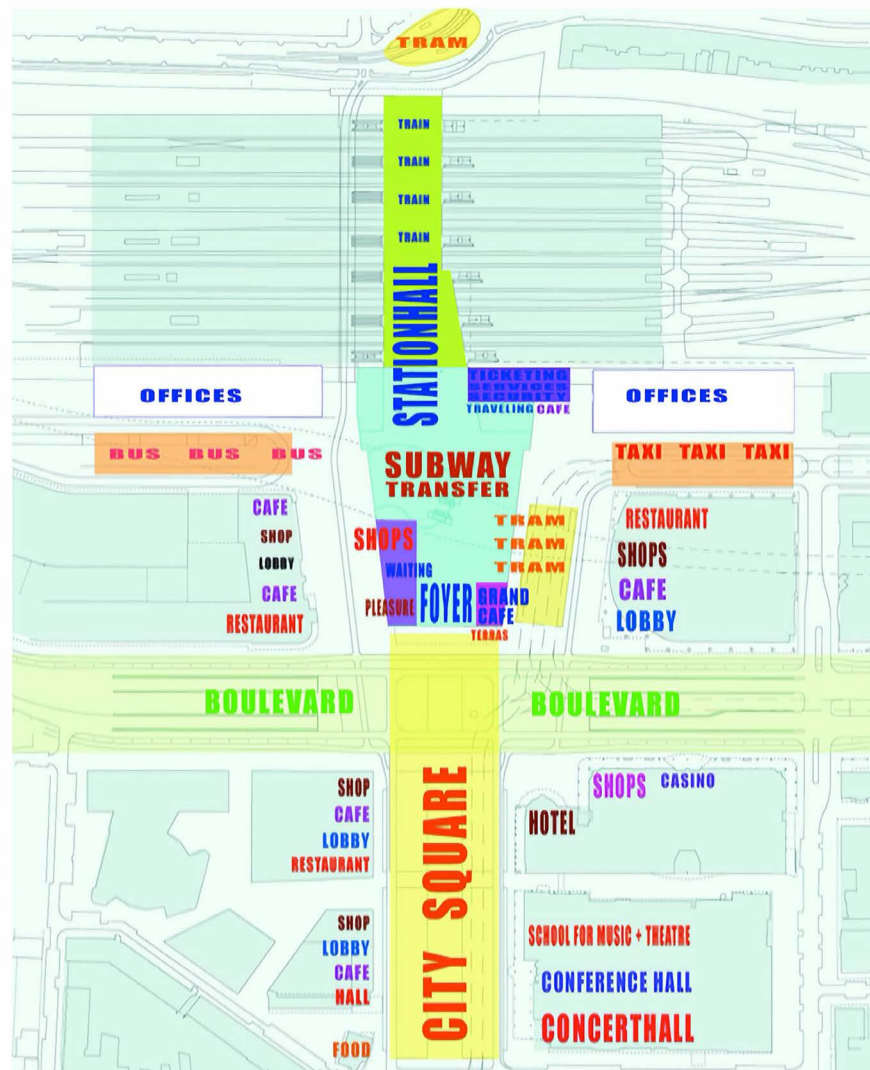 TRAM
TRAIN
TRAIN
TRAIN
TRAIN
STATIONHALL
TICKETING
SERVICES
SECURITY
TRAVELING CAFE
OFFICES
OFFICES
BUS BUS BUS
TAXI TAXI TAXI
SUBWAY
TRANSFER
CAFE
SHOP
LOBBY
CAFE
RESTAURANT
SHOPS
WAITING
PLEASURE
FOYER
GRAND
CAFE
TERRAS
TRAM
TRAM
TRAM
RESTAURANT
SHOPS
CAFE
LOBBY
BOULEVARD
BOULEVARD
CITY SQUARE
SHOP
CAFE
LOBBY
RESTAURANT
SHOPS CASINO
HOTEL
SHOP
LOBBY
CAFE
HALL
FOOD
SCHOOL FOR MUSIC + THEATRE
CONFERENCE HALL
CONCERTHALL